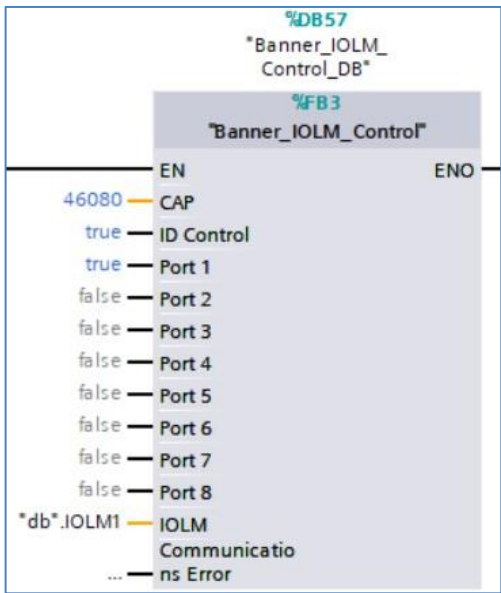 %DB57
"Banner_IOLM_
Control_DB"
%FB3
"Banner_IOLM_Control"
EN ENO
46080 CAP
true ID Control
true Port 1
false Port 2
false Port 3
false Port 4
false Port 5
false Port 6
false Port 7
false Port 8
"db".IOLM1 IOLM
Communicatio
... ns Error